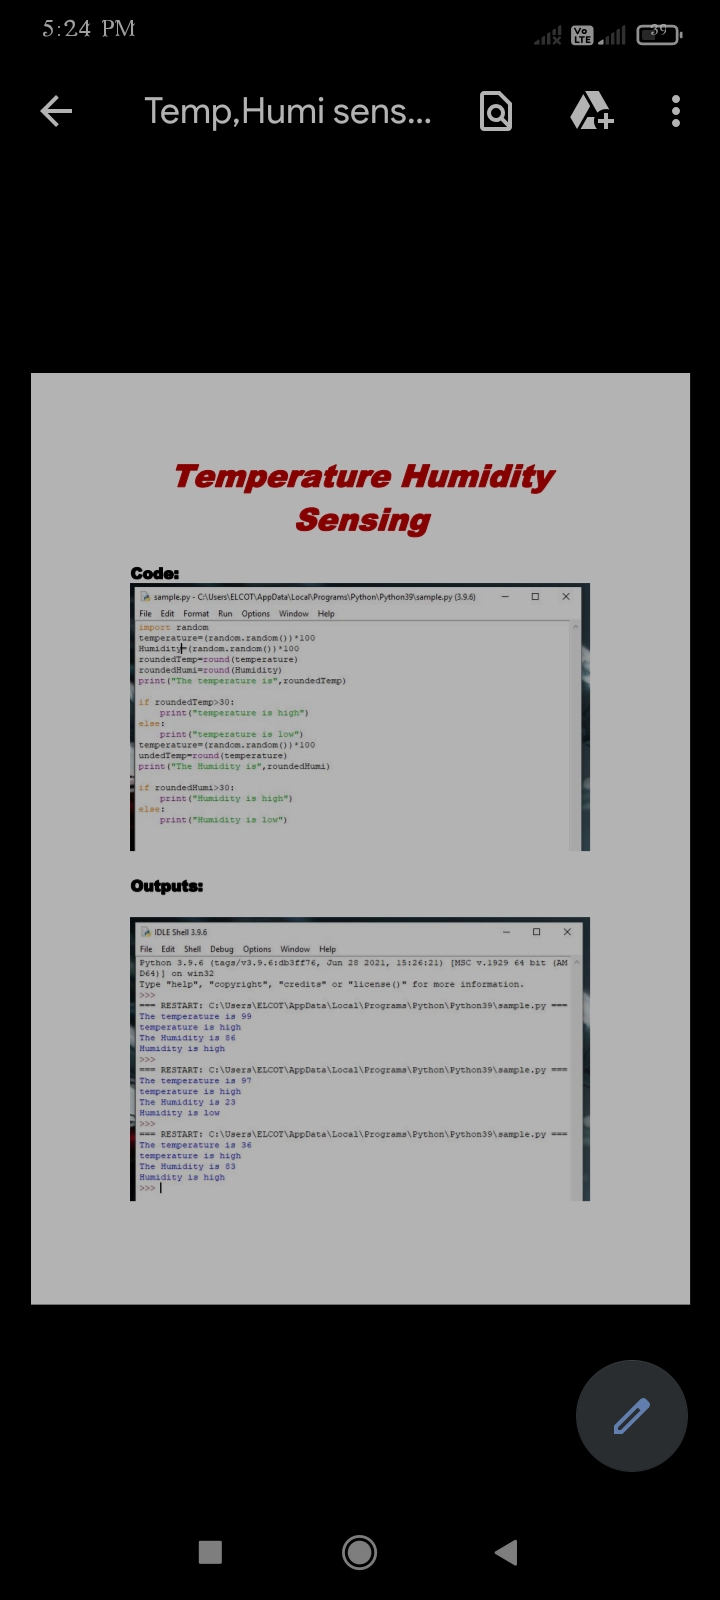 5:24 PM
Vo LTE
39
Temp,Humi sens...
Temperature Humidity
Sensing
Code:
sample.py - C:\Users\ELCOT\AppData\Local\Programs\Python\Python39\sample.py (3.9.6)
File Edit Format Run Options Window Help
import random
temperature=(random.random())*100
Humidity=(random.random())*100
roundedTemp=round(temperature)
roundedHumi=round(Humidity)
print("The temperature is",roundedTemp)
if roundedTemp>30:
print("temperature is high")
else:
print("temperature is low")
temperature=(random.random())*100
undedTemp=round(temperature)
print("The Humidity is",roundedHumi)
if roundedHumi>30:
print("Humidity is high")
else:
print("Humidity is low")
Outputs:
IDLE Shell 3.9.6
File Edit Shell Debug Options Window Help
Python 3.9.6 (tags/v3.9.6:db3ff76, Jun 28 2021, 15:26:21) [MSC v.1929 64 bit (AM
D64)] on win32
Type "help", "copyright", "credits" or "license()" for more information.
>>>
=== RESTART: C:\Users\ELCOT\AppData\Local\Programs\Python\Python39\sample.py ===
The temperature is 99
temperature is high
The Humidity is 86
Humidity is high
>>>
=== RESTART: C:\Users\ELCOT\AppData\Local\Programs\Python\Python39\sample.py ===
The temperature is 97
temperature is high
The Humidity is 23
Humidity is low
>>>
=== RESTART: C:\Users\ELCOT\AppData\Local\Programs\Python\Python39\sample.py ===
The temperature is 36
temperature is high
The Humidity is 83
Humidity is high
>>>